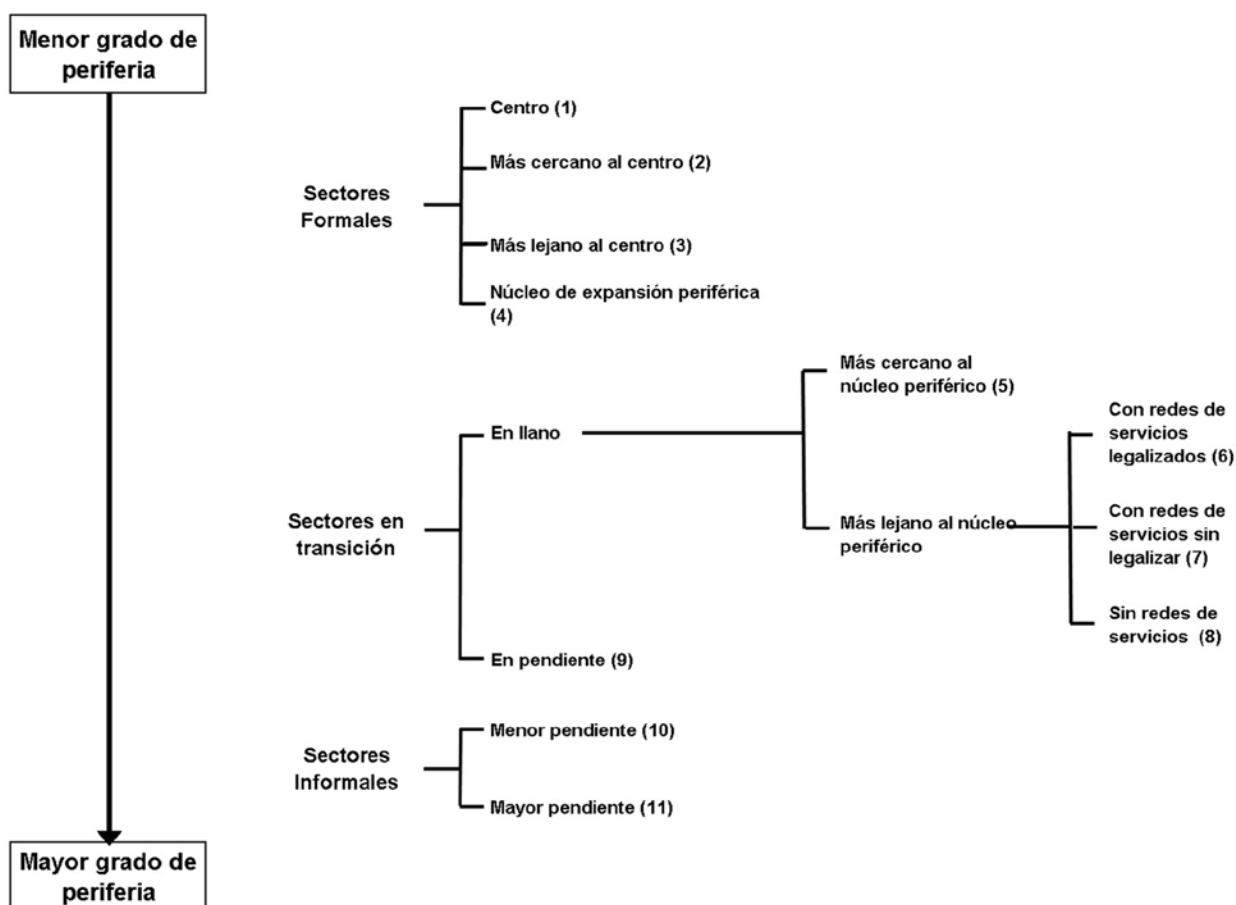 Menor grado de
periferia
Centro (1)
Más cercano al centro (2)
Sectores
Formales
Más lejano al centro (3)
Núcleo de expansión periférica
(4)
Más cercano al
núcleo periférico (5)
Con redes de
servicios
legalizados (6)
En llano
Sectores en
transición
Más lejano al núcleo
periférico
Con redes de
servicios sin
legalizar (7)
Sin redes de
servicios (8)
En pendiente (9)
Menor pendiente (10)
Sectores
Informales
Mayor pendiente (11)
Mayor grado de
periferia